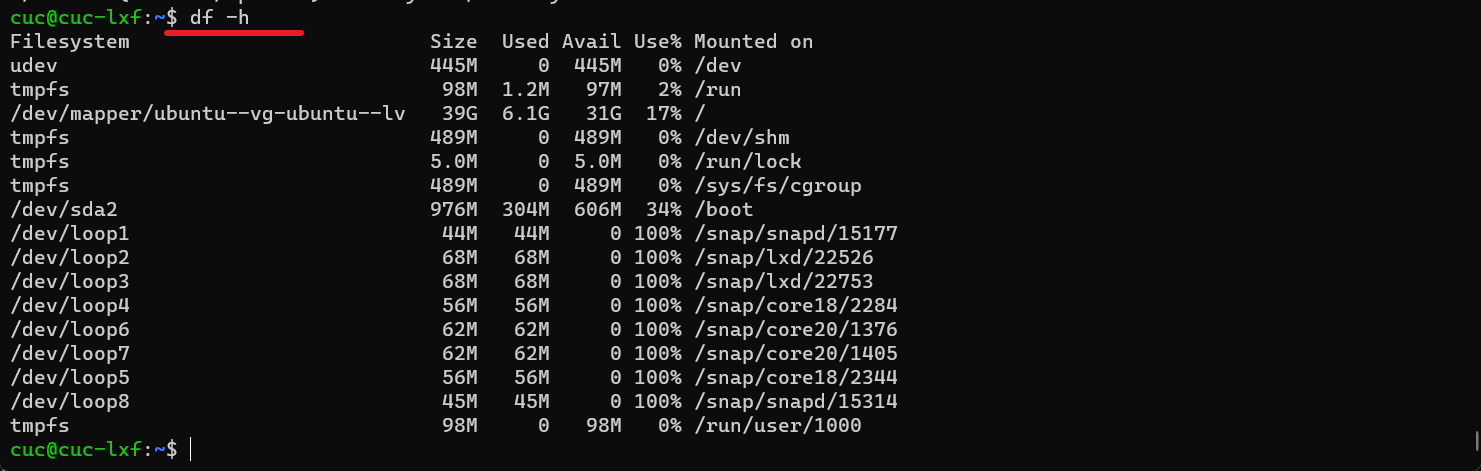 cuc@cuc-lxf:~$ df -h
Filesystem                         Size  Used Avail Use% Mounted on
udev                               445M     0  445M   0% /dev
tmpfs                               98M  1.2M   97M   2% /run
/dev/mapper/ubuntu--vg-ubuntu--lv   39G  6.1G   31G  17% /
tmpfs                              489M     0  489M   0% /dev/shm
tmpfs                              5.0M     0  5.0M   0% /run/lock
tmpfs                              489M     0  489M   0% /sys/fs/cgroup
/dev/sda2                          976M  304M  606M  34% /boot
/dev/loop1                          44M   44M     0 100% /snap/snapd/15177
/dev/loop2                          68M   68M     0 100% /snap/lxd/22526
/dev/loop3                          68M   68M     0 100% /snap/lxd/22753
/dev/loop4                          56M   56M     0 100% /snap/core18/2284
/dev/loop6                          62M   62M     0 100% /snap/core20/1376
/dev/loop7                          62M   62M     0 100% /snap/core20/1405
/dev/loop5                          56M   56M     0 100% /snap/core18/2344
/dev/loop8                          45M   45M     0 100% /snap/snapd/15314
tmpfs                               98M     0   98M   0% /run/user/1000
cuc@cuc-lxf:~$